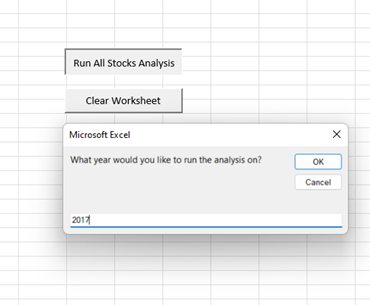 Run All Stocks Analysis
Clear Worksheet
Microsoft Excel
What year would you like to run the analysis on?
OK
Cancel
2017